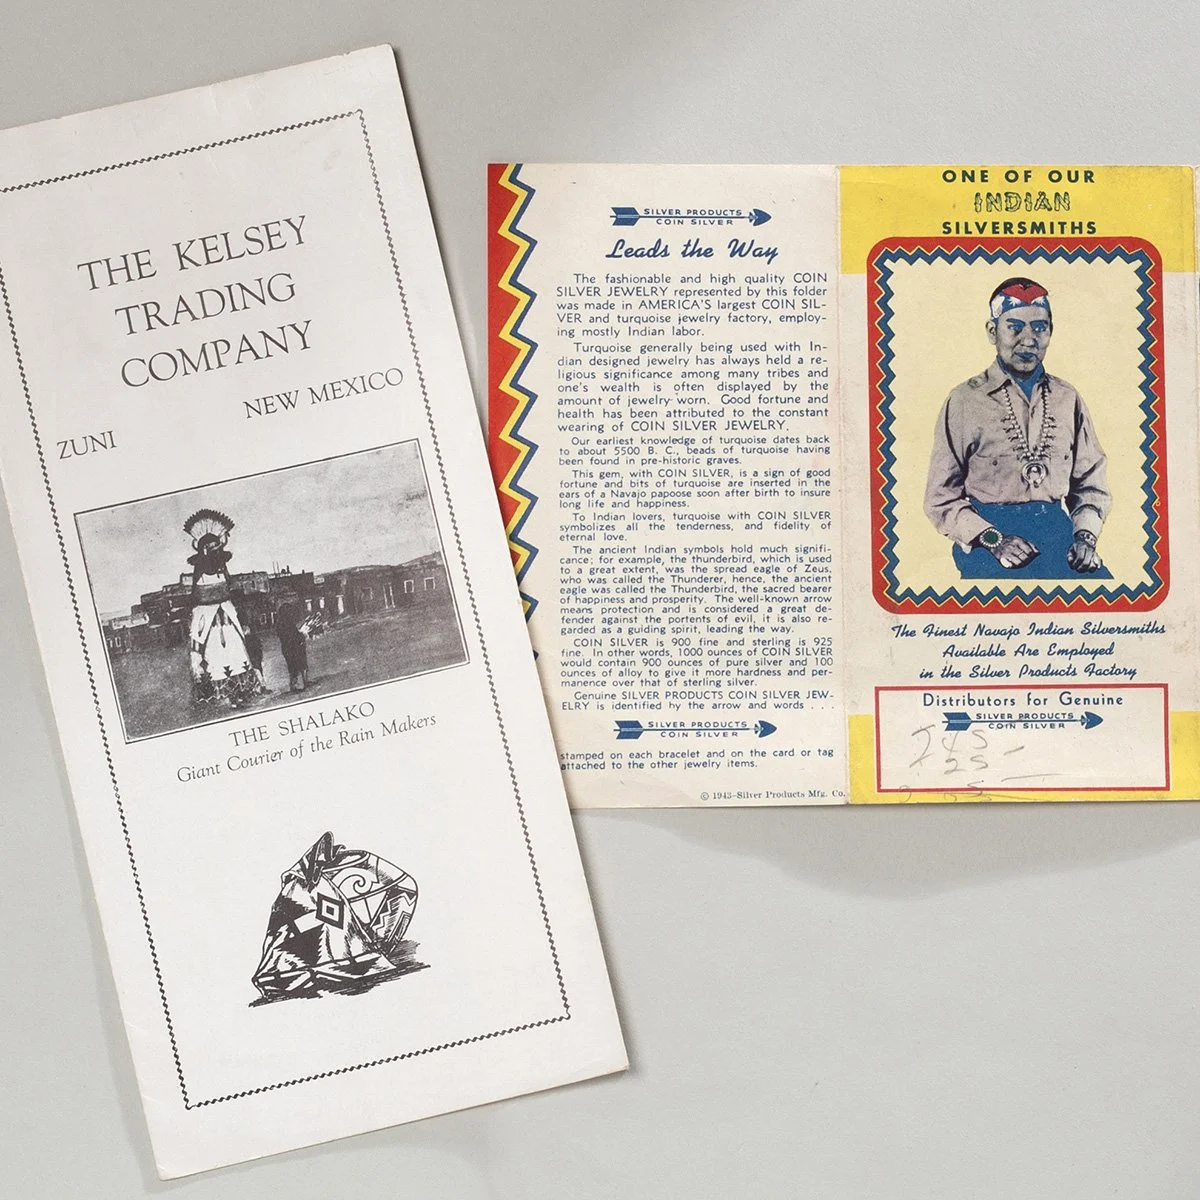 THE KELSEY
TRADING
COMPANY
ZUNI
NEW MEXICO
THE SHALAKO
Giant Courier of the Rain Makers
SILVER PRODUCTS
COIN SILVER
Leads the Way
The fashionable and high quality COIN
SILVER JEWELRY represented by this folder
was made in AMERICA'S largest COIN SIL-
VER and turquoise jewelry factory, employ-
ing mostly Indian labor.
Turquoise generally being used with In-
dian designed jewelry has always held a re-
ligious significance among many tribes and
one's wealth is often displayed by the
amount of jewelry worn. Good fortune and
health has been attributed to the constant
wearing of COIN SILVER JEWELRY.
Our earliest knowledge of turquoise dates back
to about 5500 B. C., beads of turquoise having
been found in pre-historic graves.
This gem, with COIN SILVER, is a sign of good
fortune and bits of turquoise are inserted in the
ears of a Navajo papoose soon after birth to insure
long life and happiness.
To Indian lovers, turquoise with COIN SILVER
symbolizes all the tenderness, and fidelity of
eternal love.
The ancient Indian symbols hold much signifi-
cance; for example, the thunderbird, which is used
to a great extent, was the spread eagle of Zeus,
who was called the Thunderer, hence, the ancient
eagle was called the Thunderbird, the sacred bearer
of happiness and prosperity. The well-known arrow
means protection and is considered a great de-
fender against the portents of evil, it is also re-
garded as a guiding spirit, leading the way.
COIN SILVER is 900 fine and sterling is 925
fine. In other words, 1000 ounces of COIN SILVER
would contain 900 ounces of pure silver and 100
ounces of alloy to give it more hardness and per-
manence over that of sterling silver.
Genuine SILVER PRODUCTS COIN SILVER JEW-
ELRY is identified by the arrow and words . . .
SILVER PRODUCTS
COIN SILVER
stamped on each bracelet and on the card or tag
attached to the other jewelry items.
© 1943–Silver Products Mfg. Co.
ONE OF OUR
INDIAN
SILVERSMITHS
The Finest Navajo Indian Silversmiths
Available Are Employed
in the Silver Products Factory
Distributors for Genuine
SILVER PRODUCTS
COIN SILVER